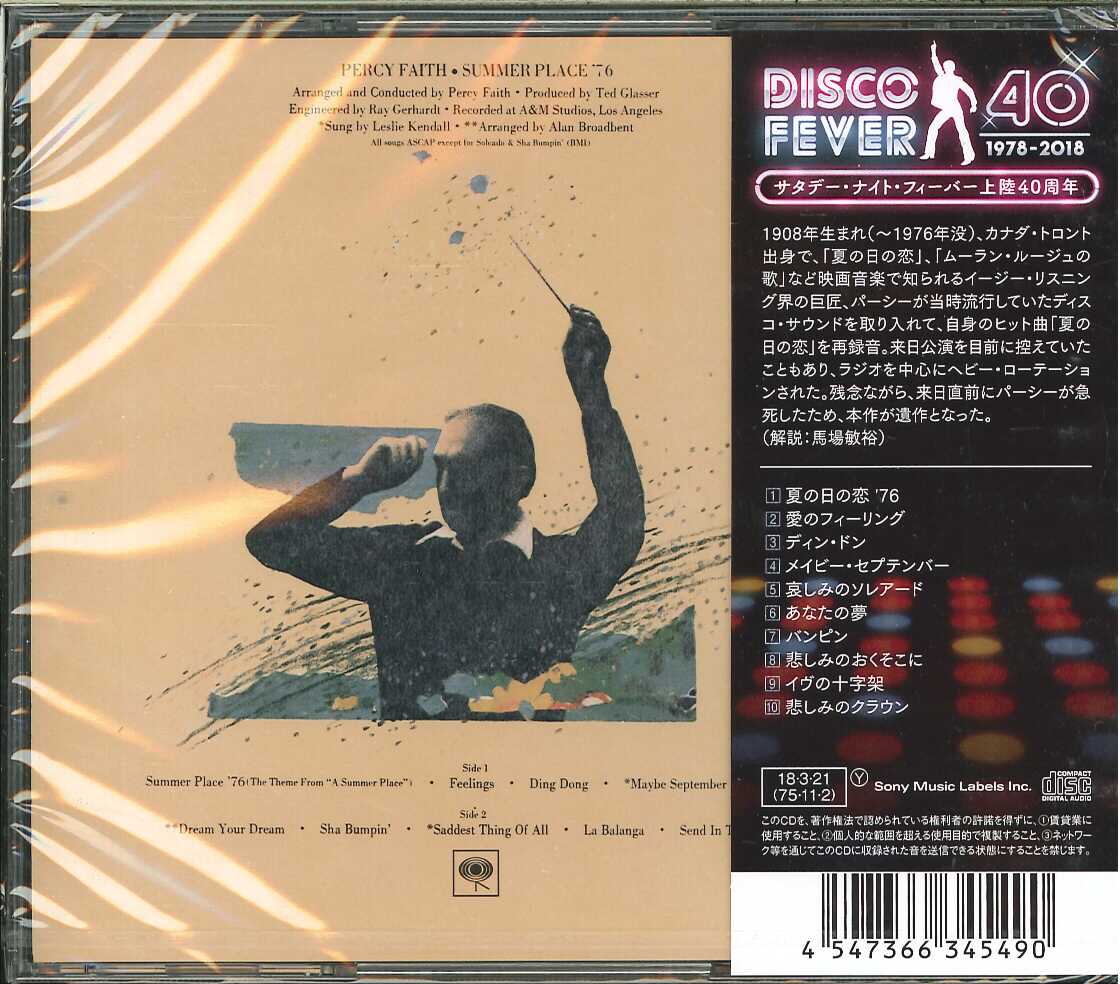 PERCY FAITH • SUMMER PLACE '76
Arranged and Conducted by Percy Faith • Produced by Ted Glasser
Engineered by Ray Gerhardt • Recorded at A&M Studios, Los Angeles
*Sung by Leslie Kendall • **Arranged by Alan Broadbent
All songs ASCAP except for Soleado & Sha Bumpin' (BMI)
Side 1
Summer Place '76 (The Theme From "A Summer Place") • Feelings • Ding Dong • *Maybe September
Side 2
**Dream Your Dream • Sha Bumpin' • *Saddest Thing Of All • La Balanga • Send In
DISCO
FEVER
40
1978-2018
サタデー・ナイト・フィーバー上陸40周年
1908年生まれ(～1976年没)、カナダ・トロント
出身で、「夏の日の恋」、「ムーラン・ルージュの
歌」など映画音楽で知られるイージー・リスニン
グ界の巨匠、パーシーが当時流行していたディス
コ・サウンドを取り入れて、自身のヒット曲「夏の
日の恋」を再録音。来日公演を目前に控えていた
こともあり、ラジオを中心にヘビー・ローテーショ
ンされた。残念ながら、来日直前にパーシーが急
死したため、本作が遺作となった。
(解説:馬場敏裕)
1 夏の日の恋 '76
2 愛のフィーリング
3 ディン・ドン
4 メイビー・セプテンバー
5 哀しみのソレアード
6 あなたの夢
7 バンピン
8 悲しみのおくそこに
9 イヴの十字架
10 悲しみのクラウン
18・3・21
(75・11・2)
Ⓨ Sony Music Labels Inc.
COMPACT
disc
DIGITAL AUDIO
このCDを、著作権法で認められている権利者の許諾を得ずに、①賃貸業に
使用すること、②個人的な範囲を超える使用目的で複製すること、③ネットワー
ク等を通じてこのCDに収録された音を送信できる状態にすることを禁じます。
4 547366 345490